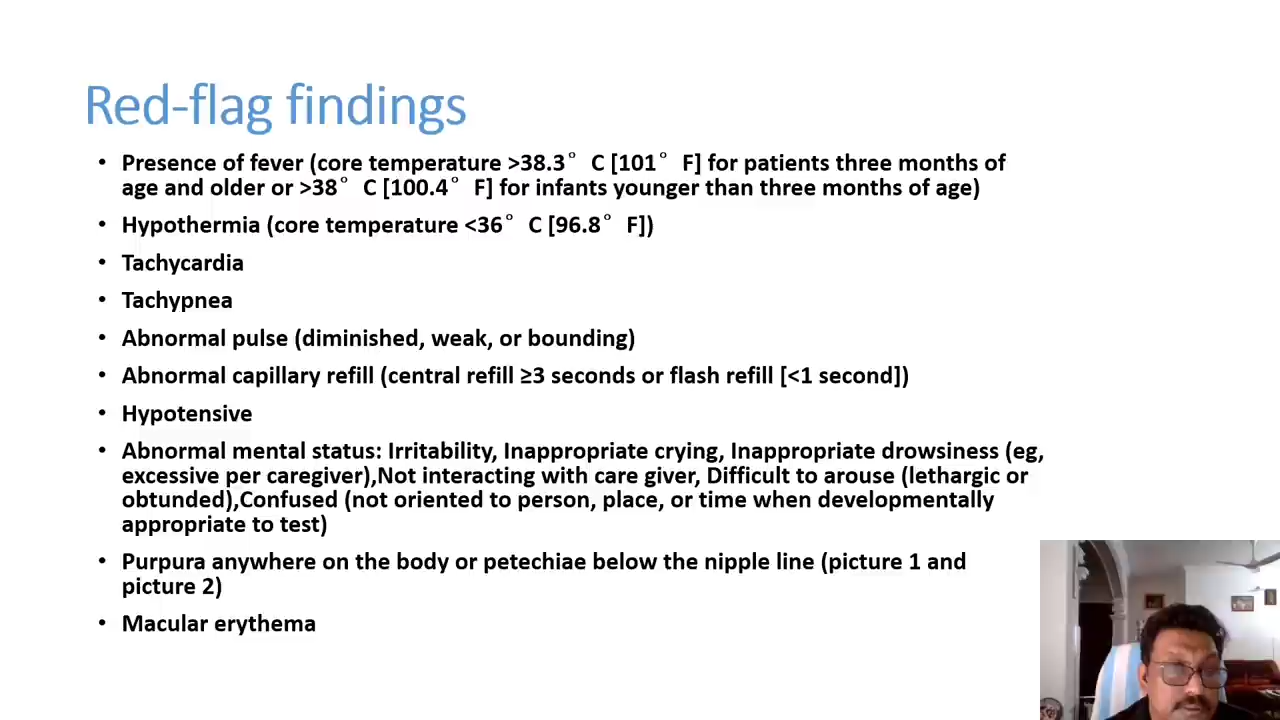 Red-flag findings
• Presence of fever (core temperature >38.3° C [101° F] for patients three months of
age and older or >38° C [100.4° F] for infants younger than three months of age)
• Hypothermia (core temperature <36° C [96.8° F])
• Tachycardia
• Tachypnea
• Abnormal pulse (diminished, weak, or bounding)
• Abnormal capillary refill (central refill ≥3 seconds or flash refill [<1 second])
• Hypotensive
• Abnormal mental status: Irritability, Inappropriate crying, Inappropriate drowsiness (eg,
excessive per caregiver),Not interacting with care giver, Difficult to arouse (lethargic or
obtunded),Confused (not oriented to person, place, or time when developmentally
appropriate to test)
• Purpura anywhere on the body or petechiae below the nipple line (picture 1 and
picture 2)
• Macular erythema